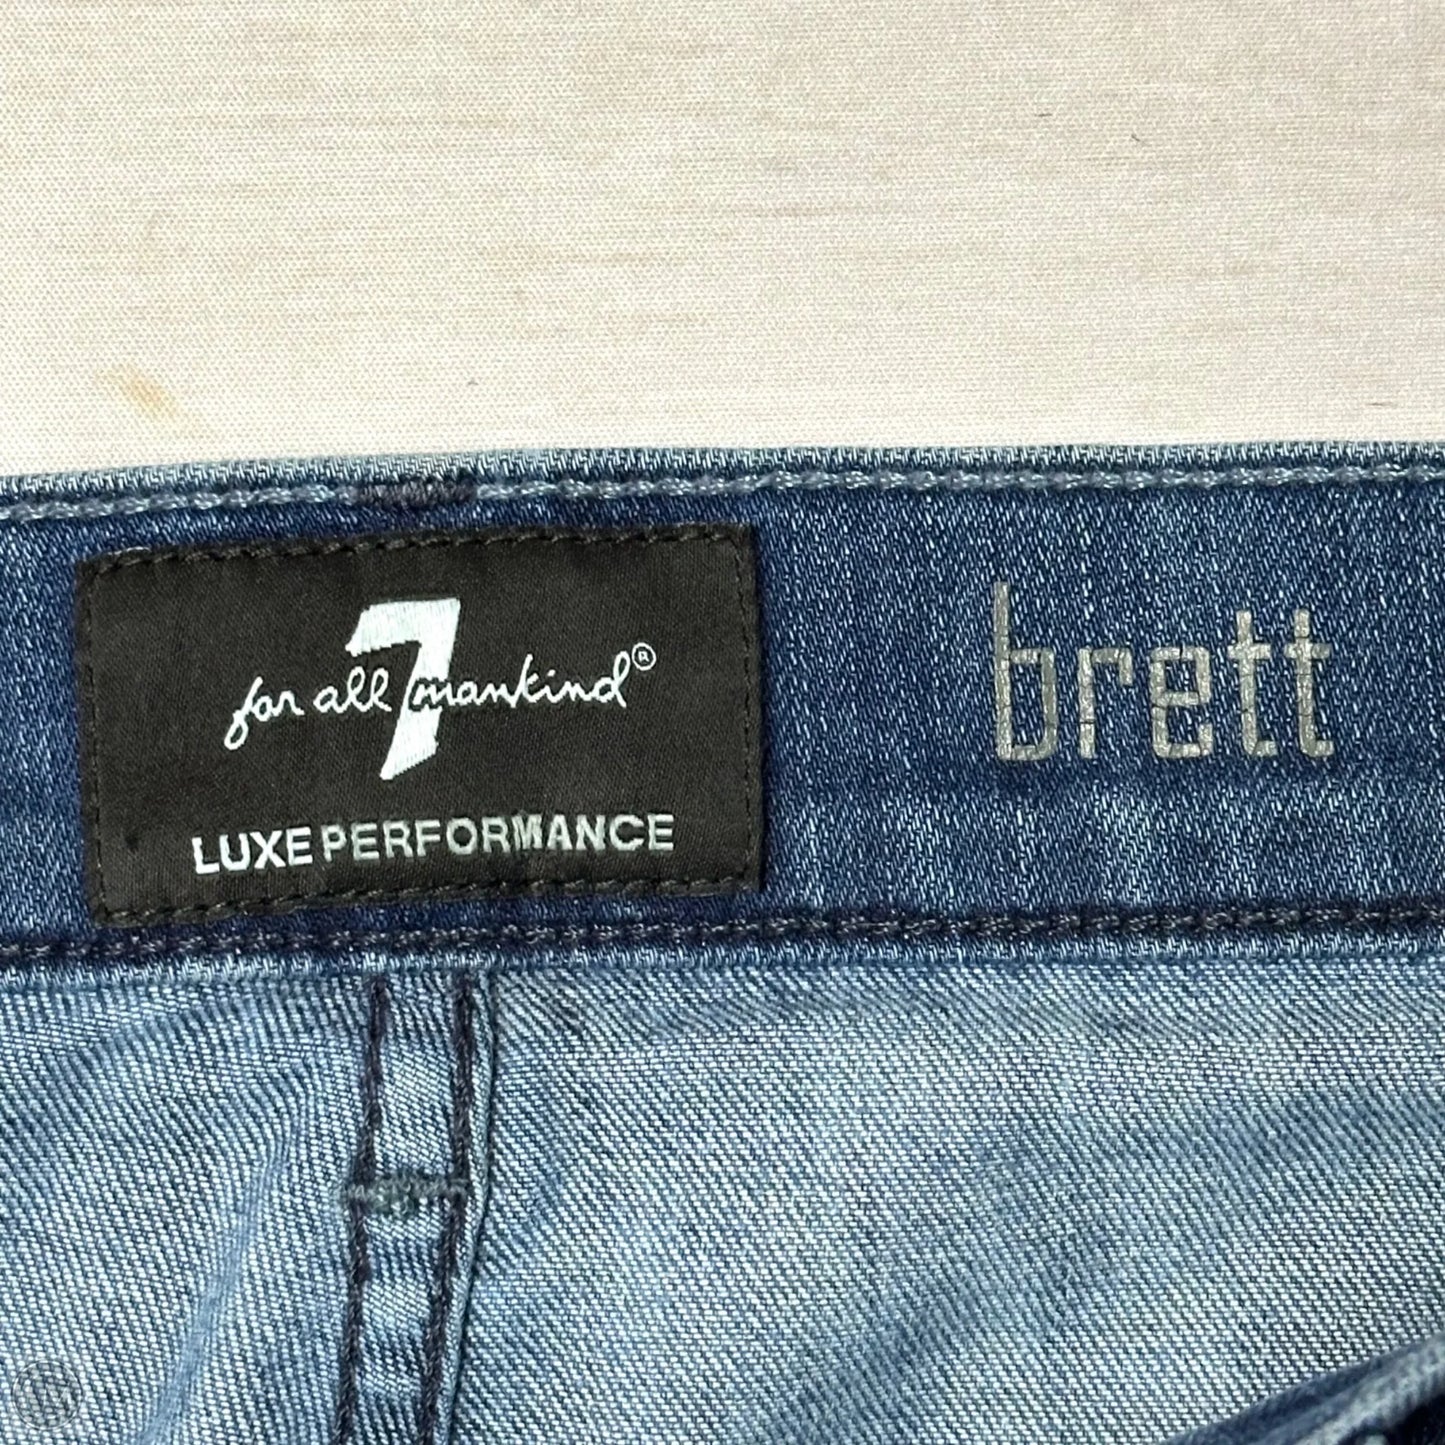 7
for all mankind®
LUXE PERFORMANCE
brett